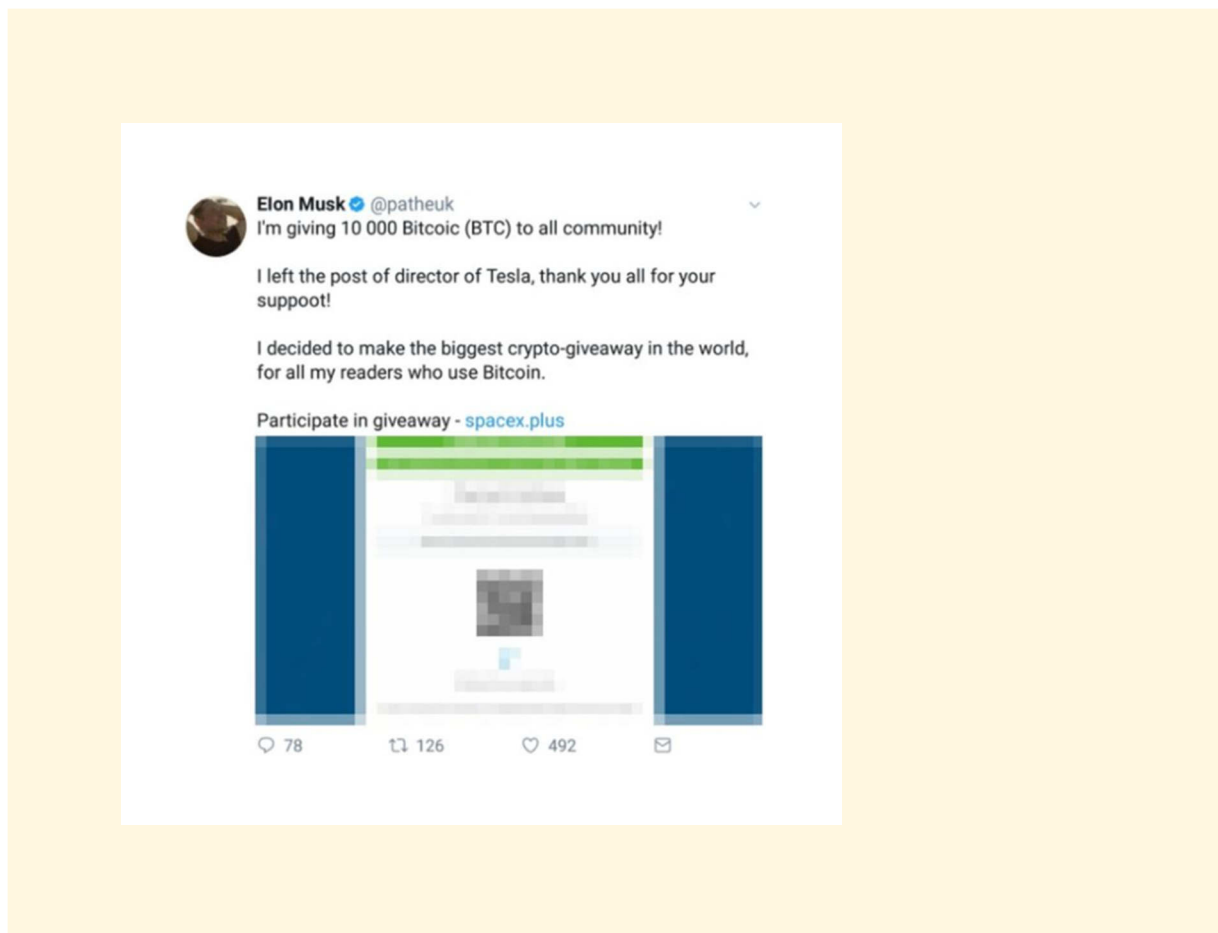 Elon Musk @patheuk
I'm giving 10 000 Bitcoic (BTC) to all community!
I left the post of director of Tesla, thank you all for your
suppoot!
I decided to make the biggest crypto-giveaway in the world,
for all my readers who use Bitcoin.
Participate in giveaway - spacex.plus
78 126 492